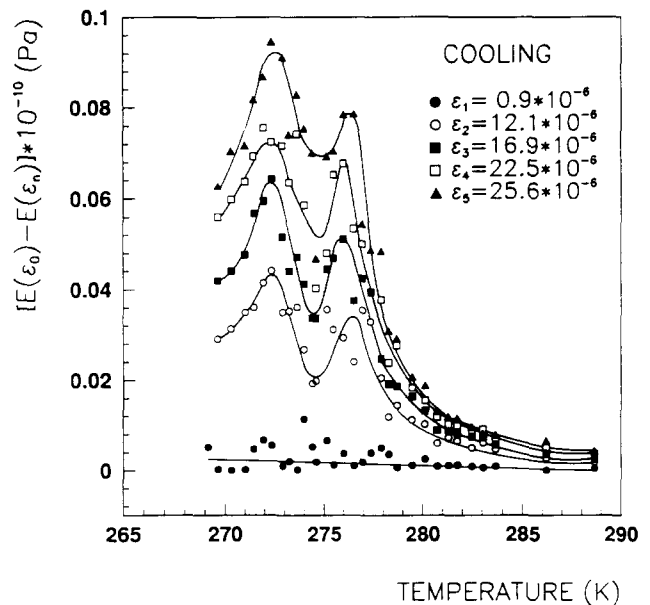 [E(ε₀)−E(εₙ)]*10⁻¹⁰ (Pa)
0.1
0.08
0.06
0.04
0.02
0
COOLING
● ε₁= 0.9*10⁻⁶
○ ε₂=12.1*10⁻⁶
■ ε₃=16.9*10⁻⁶
□ ε₄=22.5*10⁻⁶
▲ ε₅=25.6*10⁻⁶
265 270 275 280 285 290
TEMPERATURE (K)